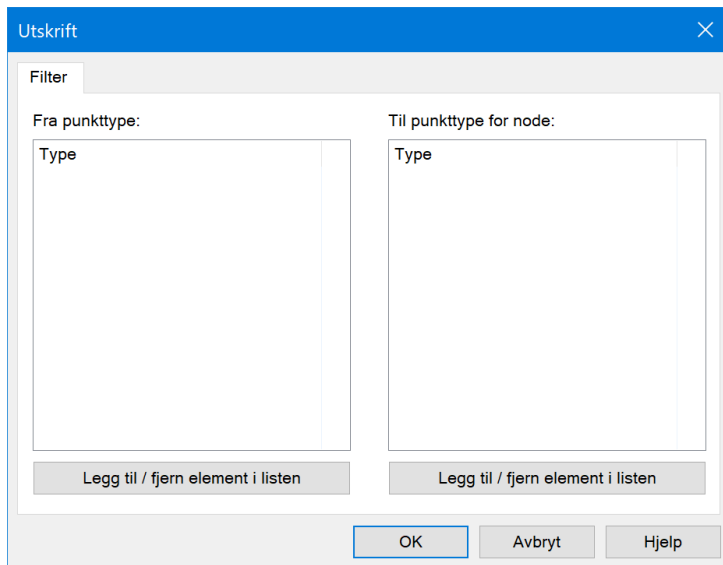 Utskrift
Filter
Fra punkttype:
Til punkttype for node:
Type
Type
Legg til / fjern element i listen
Legg til / fjern element i listen
OK
Avbryt
Hjelp